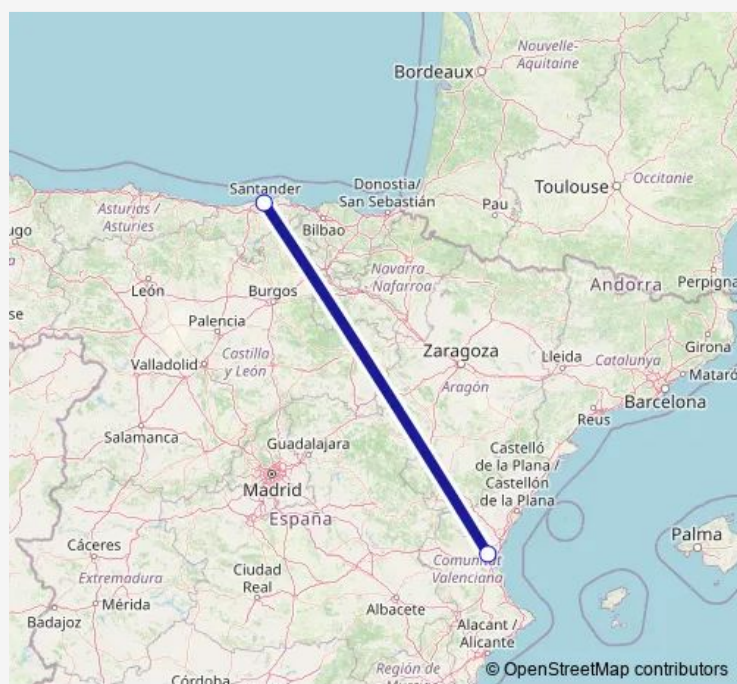 Nouvelle-
Aquitaine
Bordeaux
Santander
Donostia/
San Sebastián
Toulouse
Occitanie
Asturias /
Asturies
Bilbao
Pau
ugo
a
Navarra -
Nafarroa
Andorra
Perpigna
León
Burgos
se
Palencia
Zaragoza
Girona
Valladolid
Castilla
y León
Lleida
Catalunya
Mataró
Aragón
Barcelona
Reus
Salamanca
Guadalajara
Castelló
de la Plana /
Castellón
de la Plana
Madrid
España
Palma
Cáceres
Extremadura
Comunitat
Valenciana
Ciudad
Real
Mérida
Albacete
Badajoz
Alacant /
Alicante
Región de
Murcia
Córdoba
© OpenStreetMap contributors